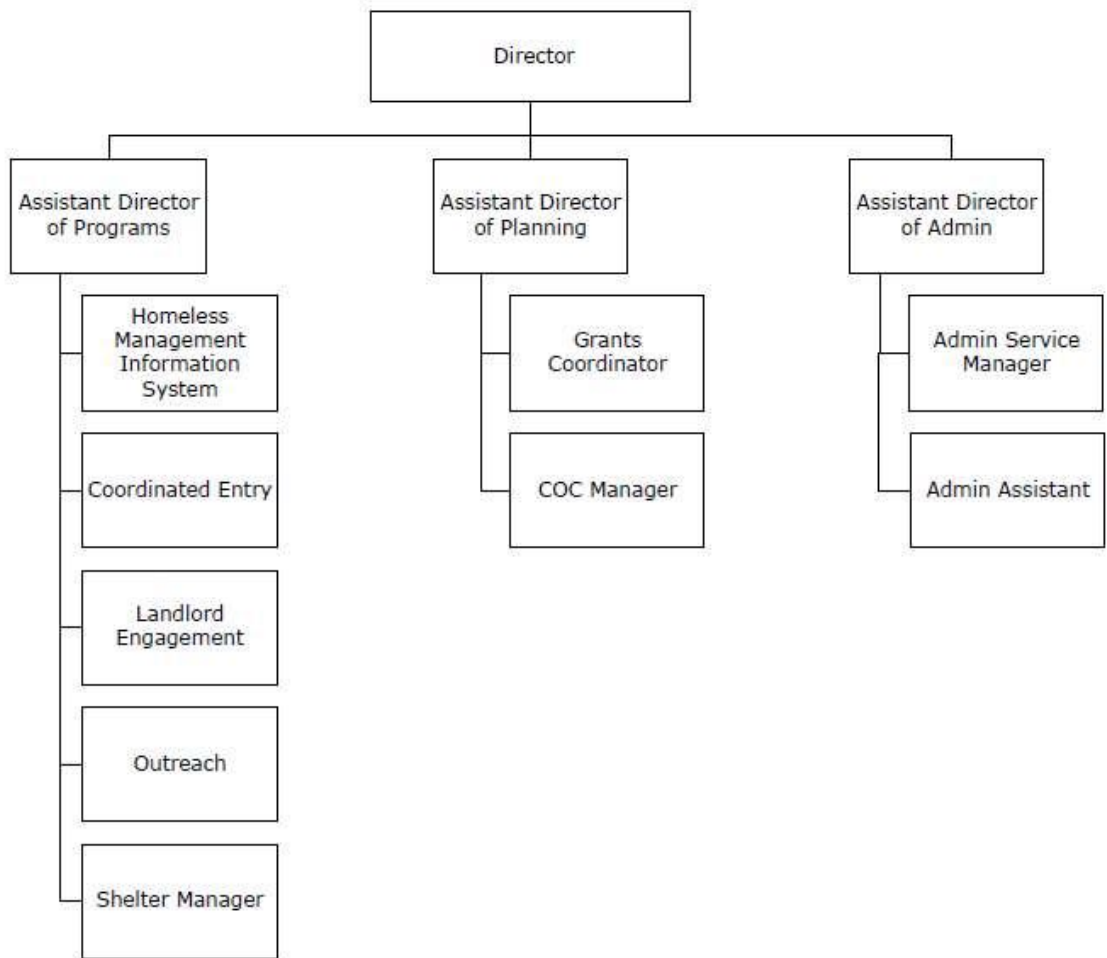 Director
Assistant Director
of Programs
Assistant Director
of Planning
Assistant Director
of Admin
Homeless
Management
Information
System
Coordinated Entry
Landlord
Engagement
Outreach
Shelter Manager
Grants
Coordinator
COC Manager
Admin Service
Manager
Admin Assistant